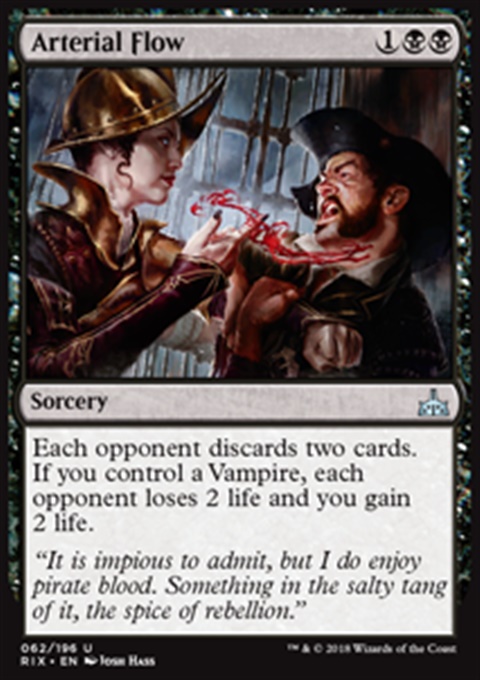 Arterial Flow 1
Sorcery
Each opponent discards two cards.
If you control a Vampire, each
opponent loses 2 life and you gain
2 life.
“It is impious to admit, but I do enjoy
pirate blood. Something in the salty tang
of it, the spice of rebellion.”
062/196 U
RIX • EN Josh Hass
™ & © 2018 Wizards of the Coast